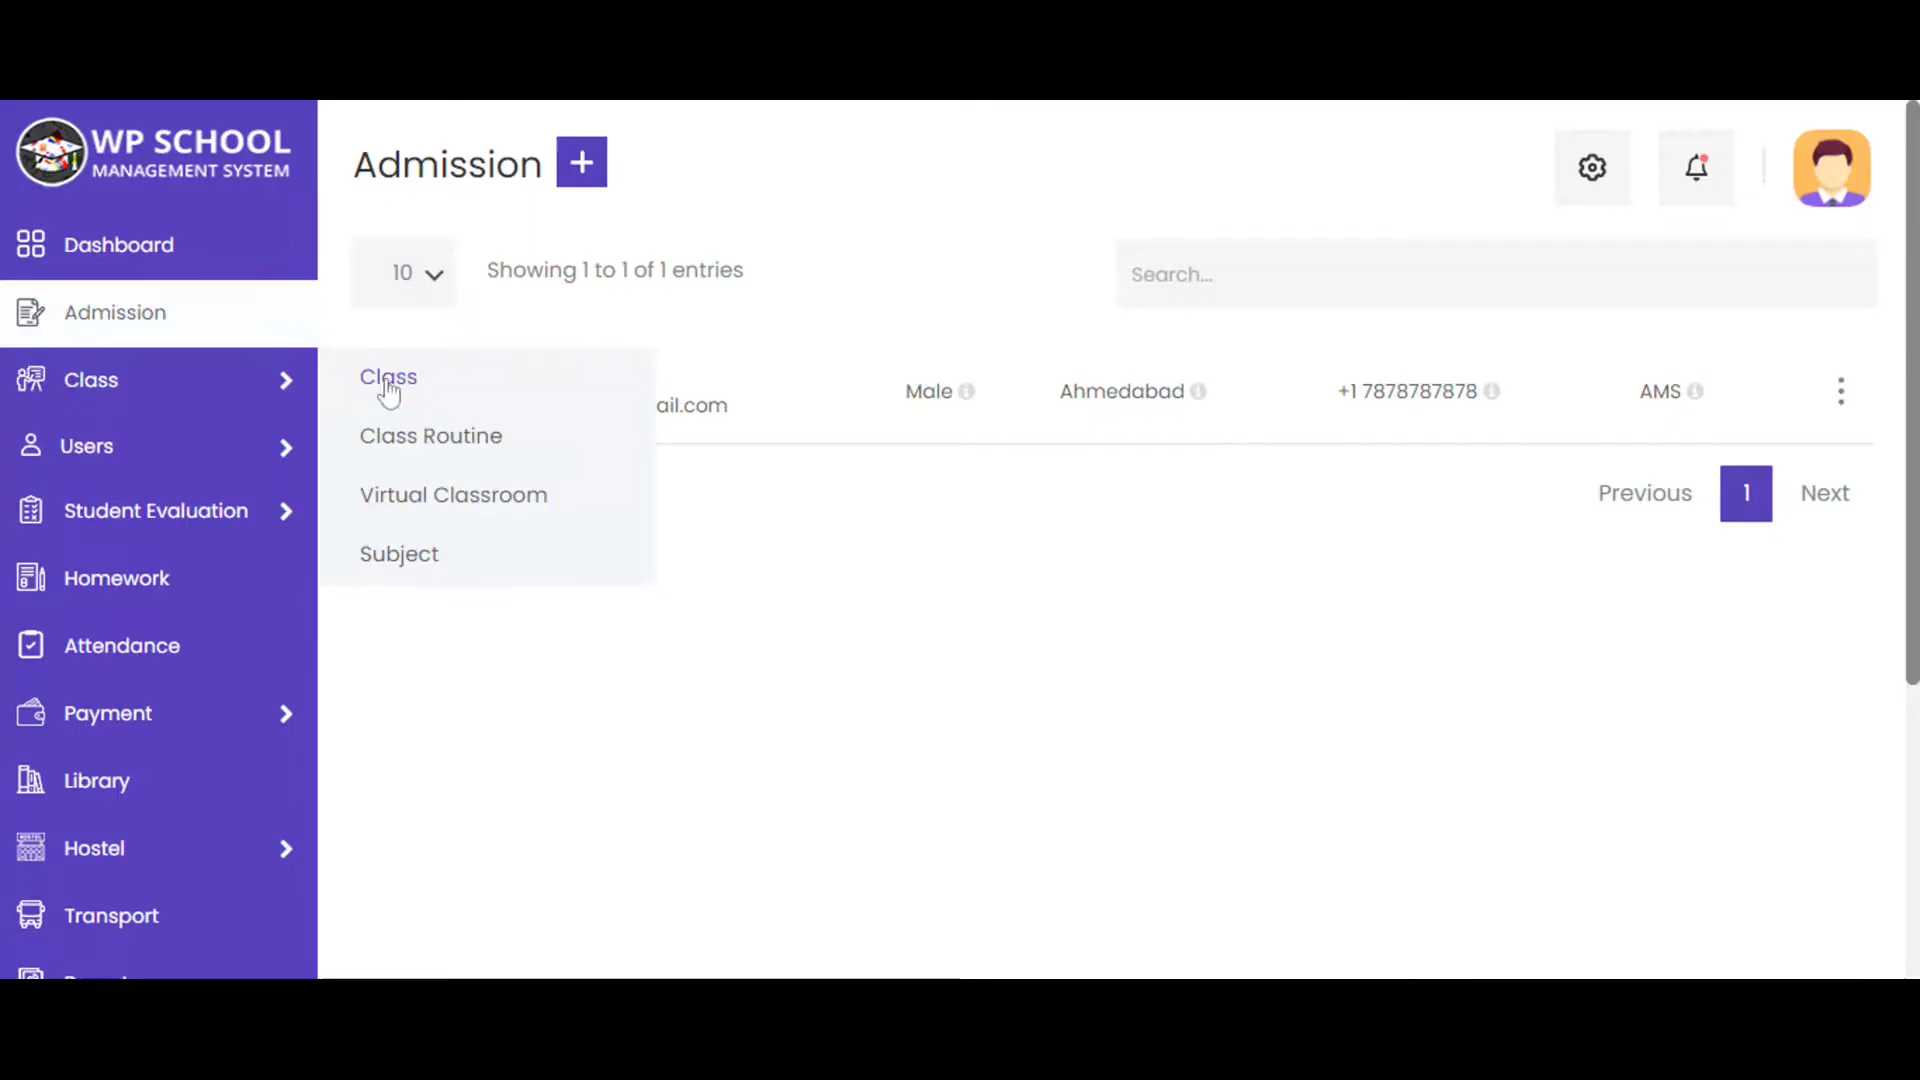 WP SCHOOL
MANAGEMENT SYSTEM
Dashboard
Admission
Class
Users
Student Evaluation
Homework
Attendance
Payment
Library
HOSTEL
Hostel
Transport
Admission +
10
Showing 1 to 1 of 1 entries
Search...
Class
Class Routine
Virtual Classroom
Subject
ail.com
Male
Ahmedabad
+1 7878787878
AMS
Previous 1 Next